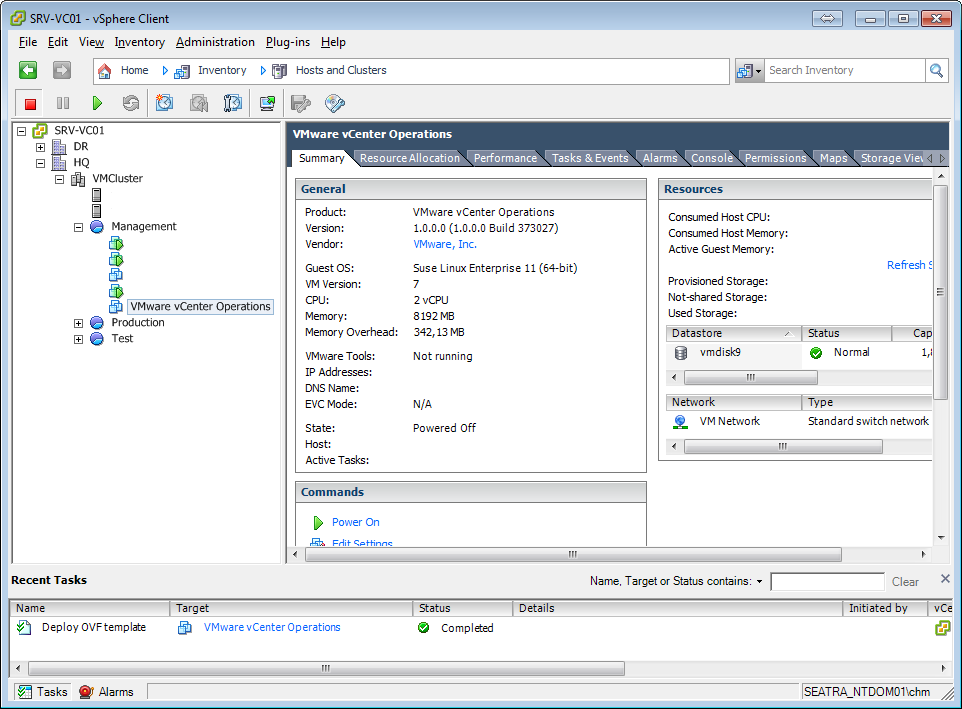 SRV-VC01 - vSphere Client
File Edit View Inventory Administration Plug-ins Help
Home Inventory Hosts and Clusters Search Inventory
SRV-VC01
DR
HQ
VMCluster
Management
VMware vCenter Operations
Production
Test
VMware vCenter Operations
Summary Resource Allocation Performance Tasks & Events Alarms Console Permissions Maps Storage View
General
Product: VMware vCenter Operations
Version: 1.0.0.0 (1.0.0.0 Build 373027)
Vendor: VMware, Inc.
Guest OS: Suse Linux Enterprise 11 (64-bit)
VM Version: 7
CPU: 2 vCPU
Memory: 8192 MB
Memory Overhead: 342,13 MB
VMware Tools: Not running
IP Addresses:
DNS Name:
EVC Mode: N/A
State: Powered Off
Host:
Active Tasks:
Commands
Power On
Edit Settings
Resources
Consumed Host CPU:
Consumed Host Memory:
Active Guest Memory:
Refresh S
Provisioned Storage:
Not-shared Storage:
Used Storage:
Datastore Status Cap
vmdisk9 Normal 1,
Network Type
VM Network Standard switch network
Recent Tasks
Name, Target or Status contains: Clear
Name Target Status Details Initiated by vCe
Deploy OVF template VMware vCenter Operations Completed
Tasks Alarms SEATRA_NTDOM01\chm